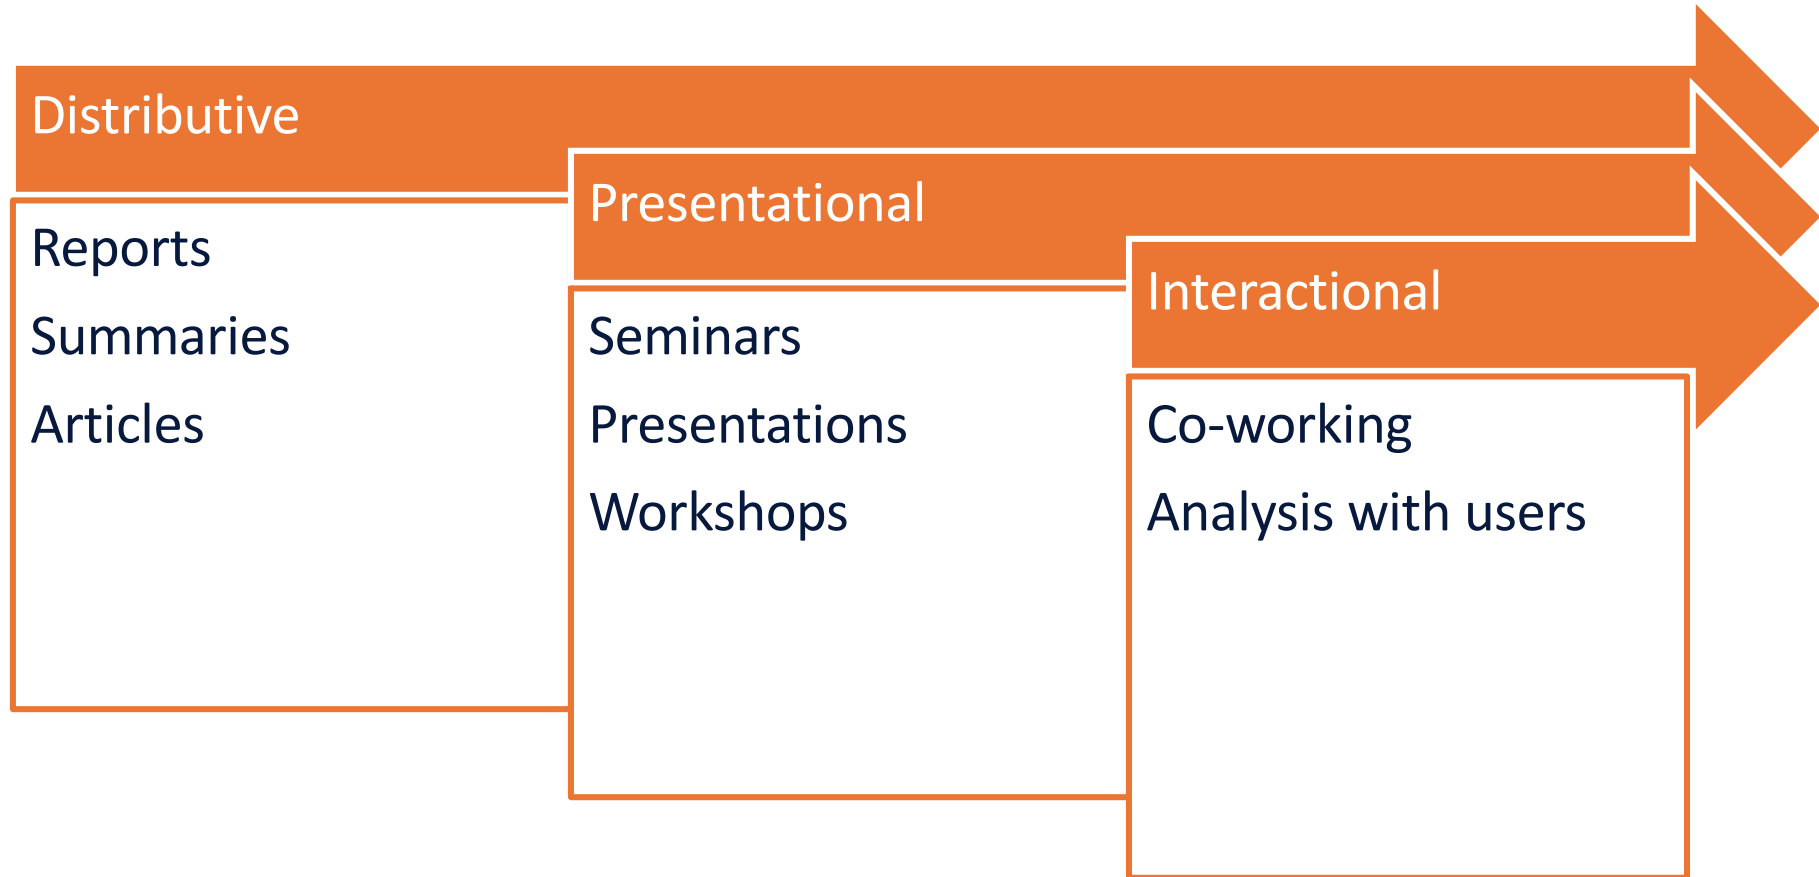 Distributive
Reports
Summaries
Articles
Presentational
Seminars
Presentations
Workshops
Interactional
Co-working
Analysis with users